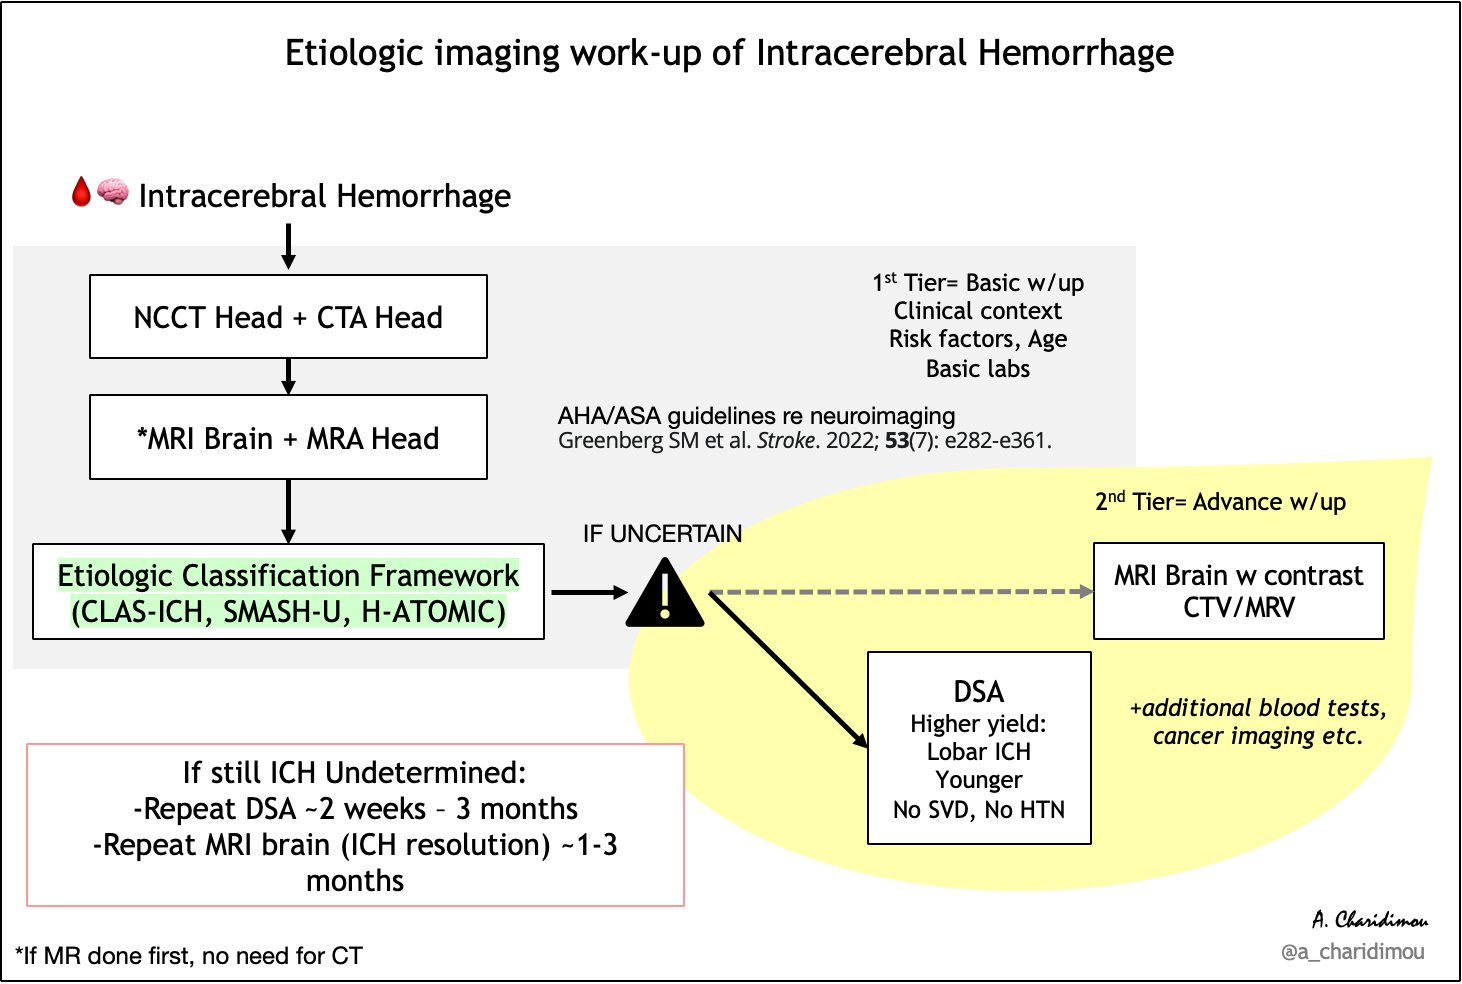 Etiologic imaging work-up of Intracerebral Hemorrhage
Intracerebral Hemorrhage
NCCT Head + CTA Head
1st Tier= Basic w/up
Clinical context
Risk factors, Age
Basic labs
*MRI Brain + MRA Head
AHA/ASA guidelines re neuroimaging
Greenberg SM et al. Stroke. 2022; 53(7): e282-e361.
Etiologic Classification Framework
(CLAS-ICH, SMASH-U, H-ATOMIC)
IF UNCERTAIN
2nd Tier= Advance w/up
MRI Brain w contrast
CTV/MRV
DSA
Higher yield:
Lobar ICH
Younger
No SVD, No HTN
+additional blood tests,
cancer imaging etc.
If still ICH Undetermined:
-Repeat DSA ~2 weeks – 3 months
-Repeat MRI brain (ICH resolution) ~1-3
months
*If MR done first, no need for CT
A. Charidimou
@a_charidimou